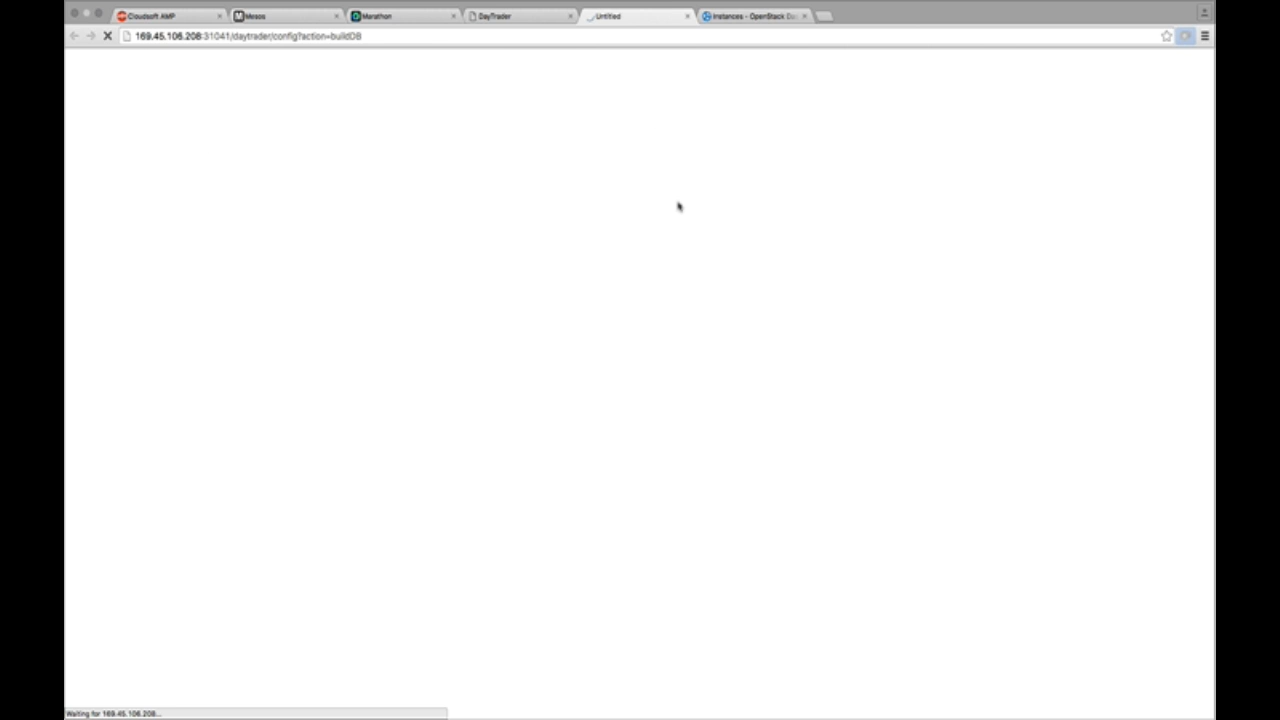 Cloudsoft AMP
Mesos
Marathon
DayTrader
Untitled
Instances - OpenStack Da
169.45.106.208:31041/daytrader/config?action=buildDB
Waiting for 169.45.106.208...